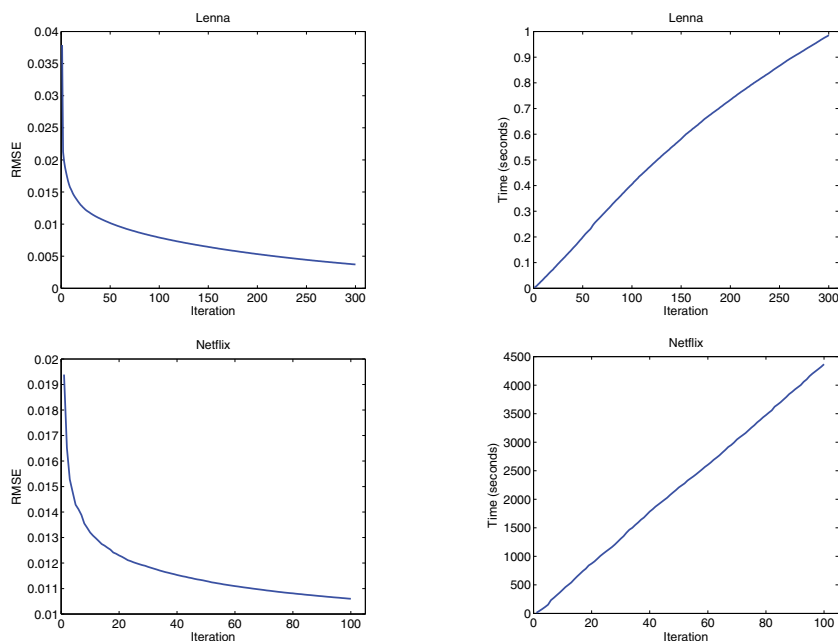 Lenna
0.04
0.035
0.03
0.025
0.02
0.015
0.01
0.005
0
RMSE
0 50 100 150 200 250 300
Iteration
Lenna
1
0.9
0.8
0.7
0.6
0.5
0.4
0.3
0.2
0.1
0
Time (seconds)
0 50 100 150 200 250 300
Iteration
Netflix
0.02
0.019
0.018
0.017
0.016
0.015
0.014
0.013
0.012
0.011
0.01
RMSE
0 20 40 60 80 100
Iteration
Netflix
4500
4000
3500
3000
2500
2000
1500
1000
500
0
Time (seconds)
0 20 40 60 80 100
Iteration